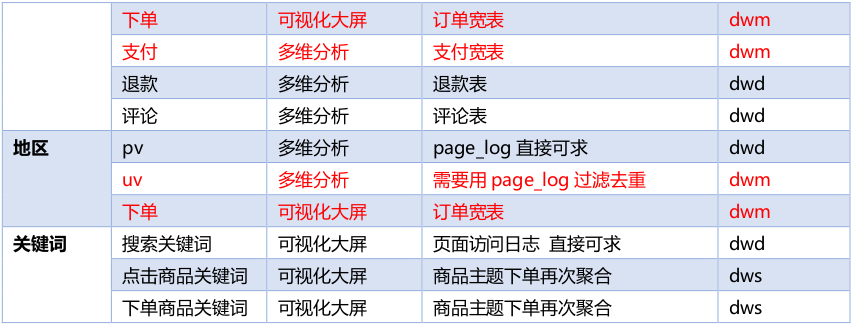 下单 可视化大屏 订单宽表 dwm
支付 多维分析 支付宽表 dwm
退款 多维分析 退款表 dwd
评论 多维分析 评论表 dwd
地区 pv 多维分析 page_log 直接可求 dwd
uv 多维分析 需要用 page_log 过滤去重 dwm
下单 可视化大屏 订单宽表 dwm
关键词 搜索关键词 可视化大屏 页面访问日志 直接可求 dwd
点击商品关键词 可视化大屏 商品主题下单再次聚合 dws
下单商品关键词 可视化大屏 商品主题下单再次聚合 dws